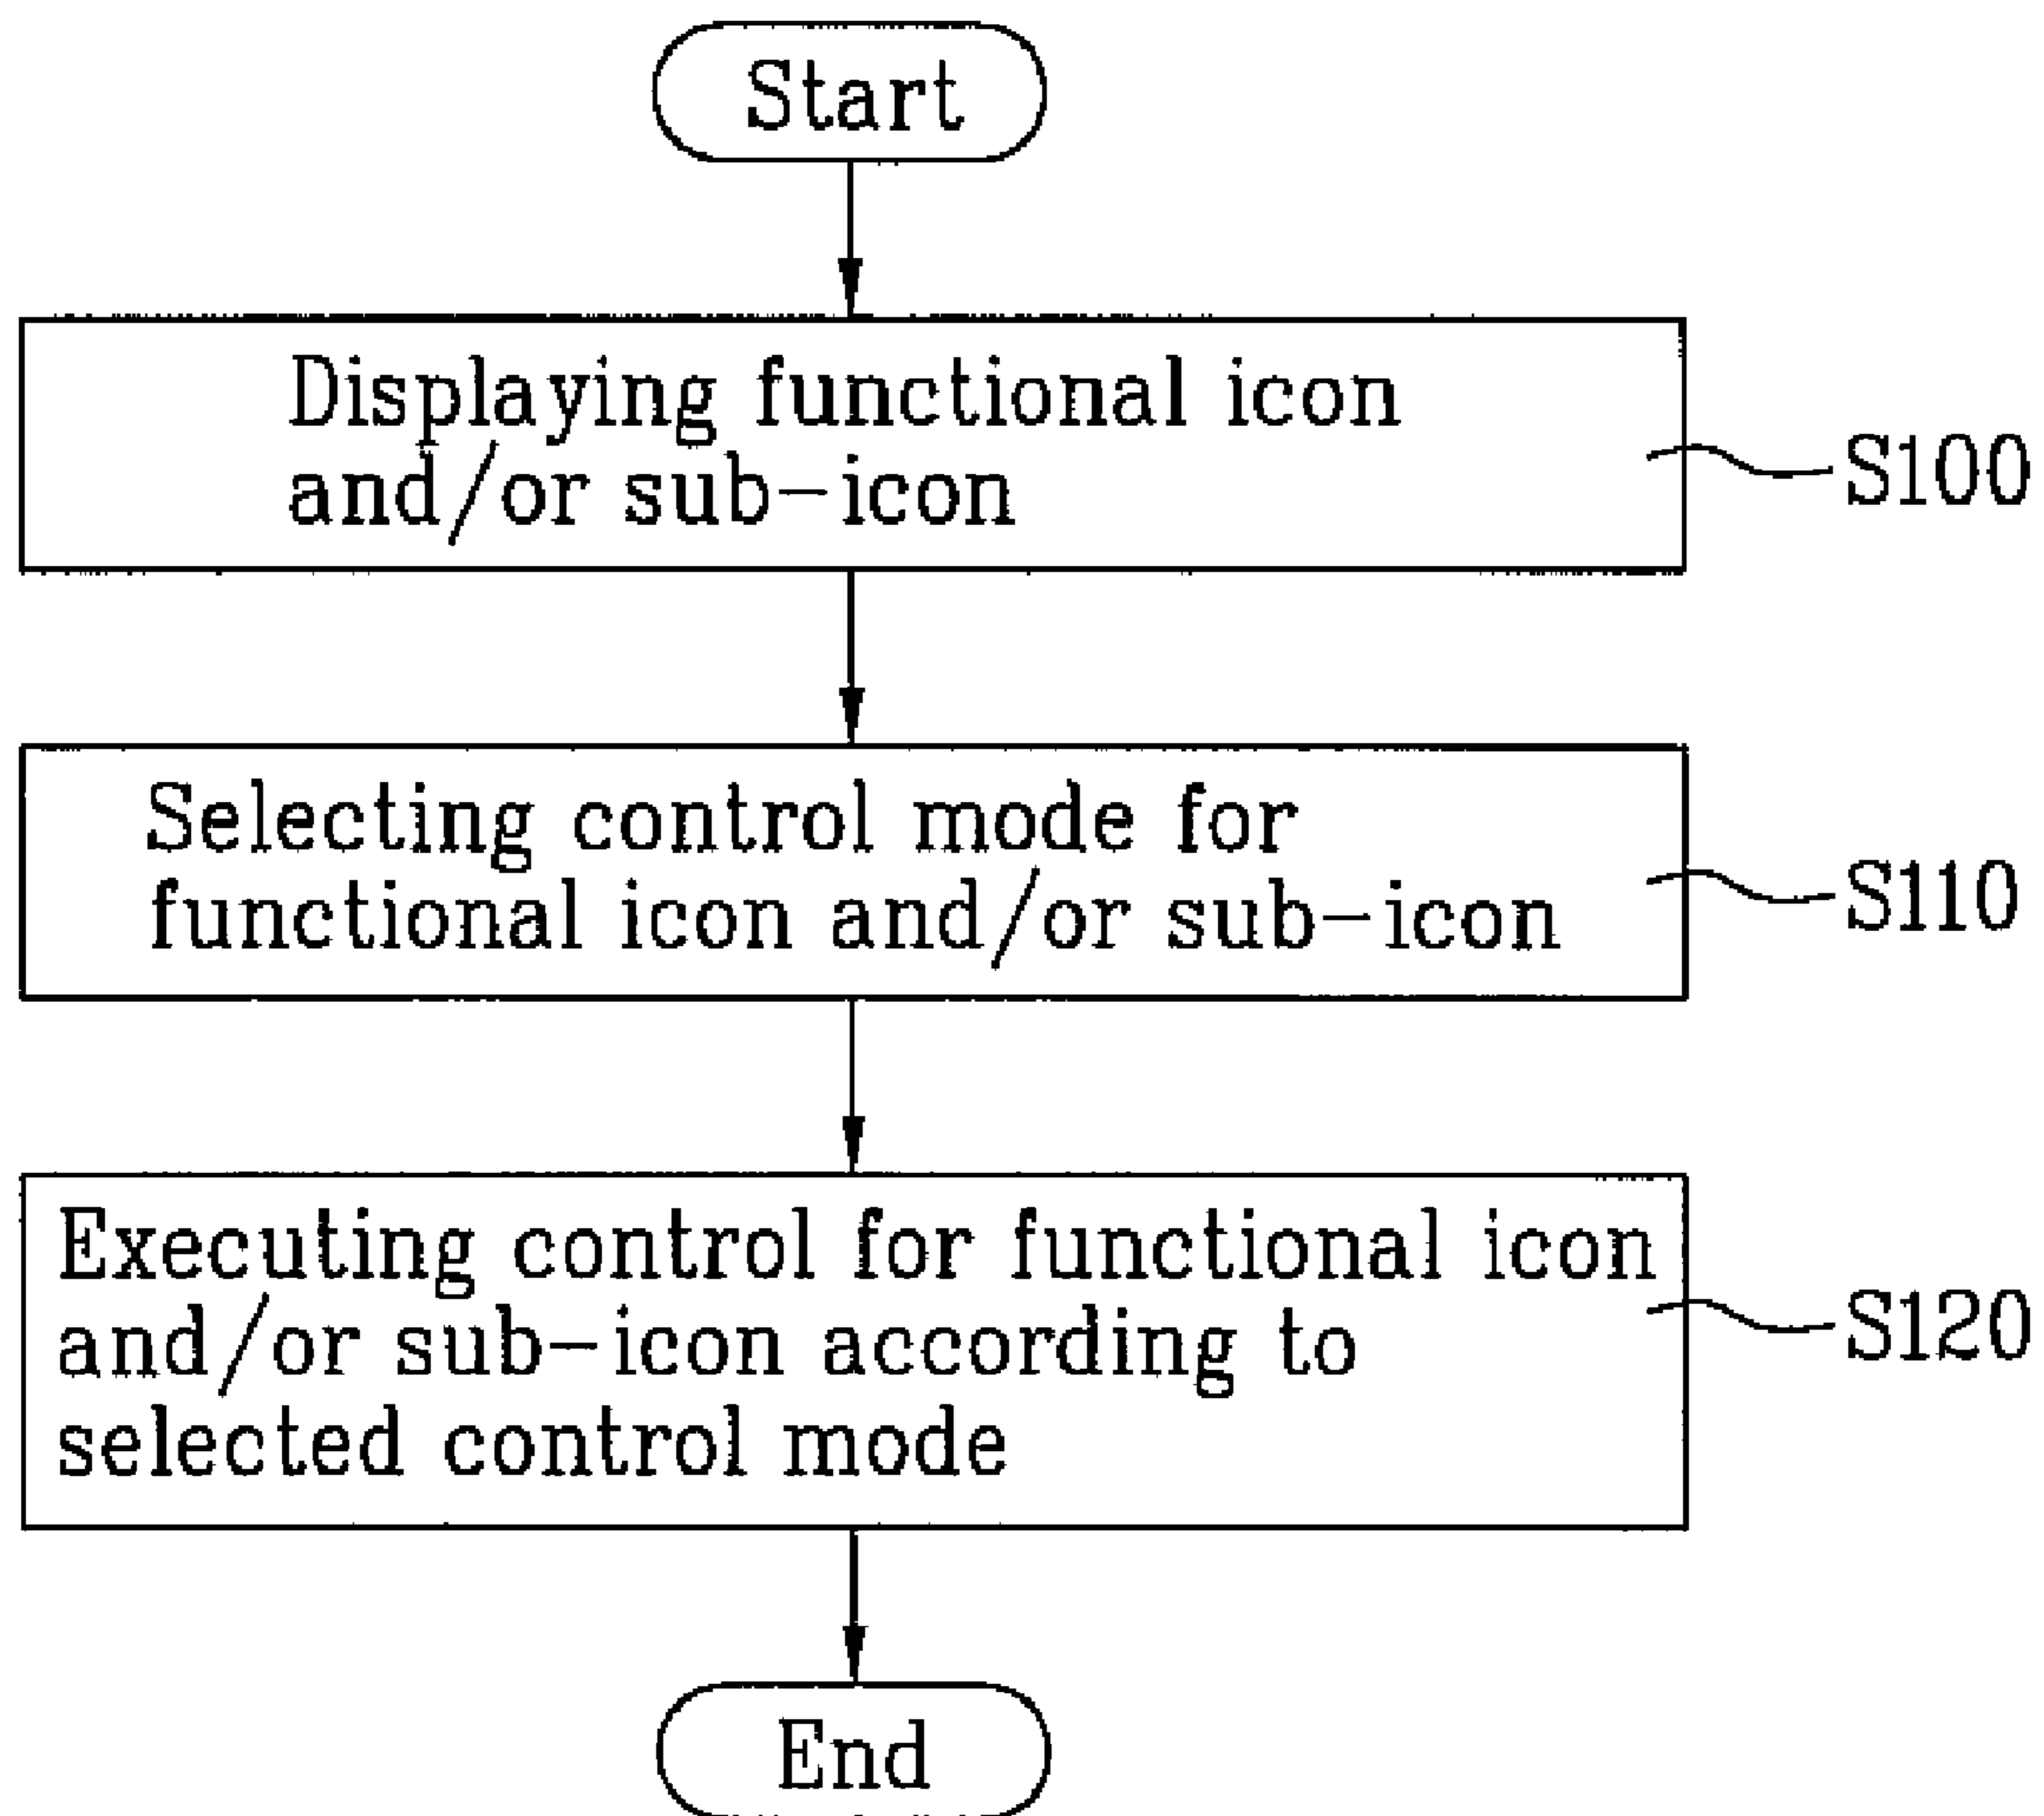 Start
Displaying functional icon
and/or sub-icon
S100
Selecting control mode for
functional icon and/or sub-icon
S110
Executing control for functional icon
and/or sub-icon according to
selected control mode
S120
End